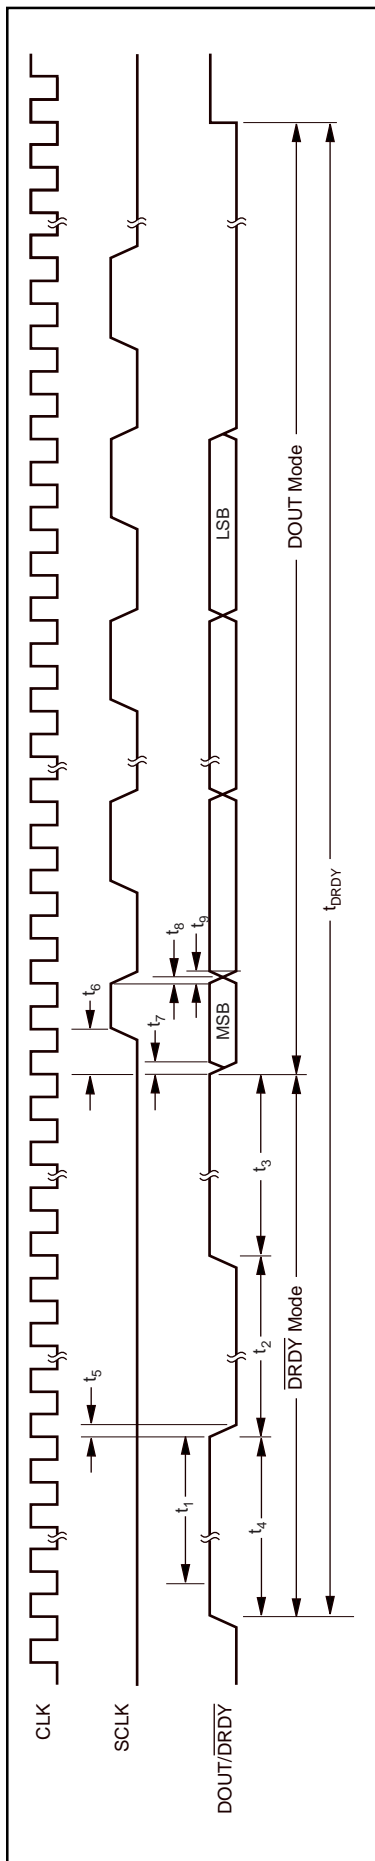 CLK
SCLK
DOUT/DRDY
t5
t6
t1
t7
t8
t9
MSB
LSB
t4
t2
t3
DRDY Mode
DOUT Mode
tDRDY